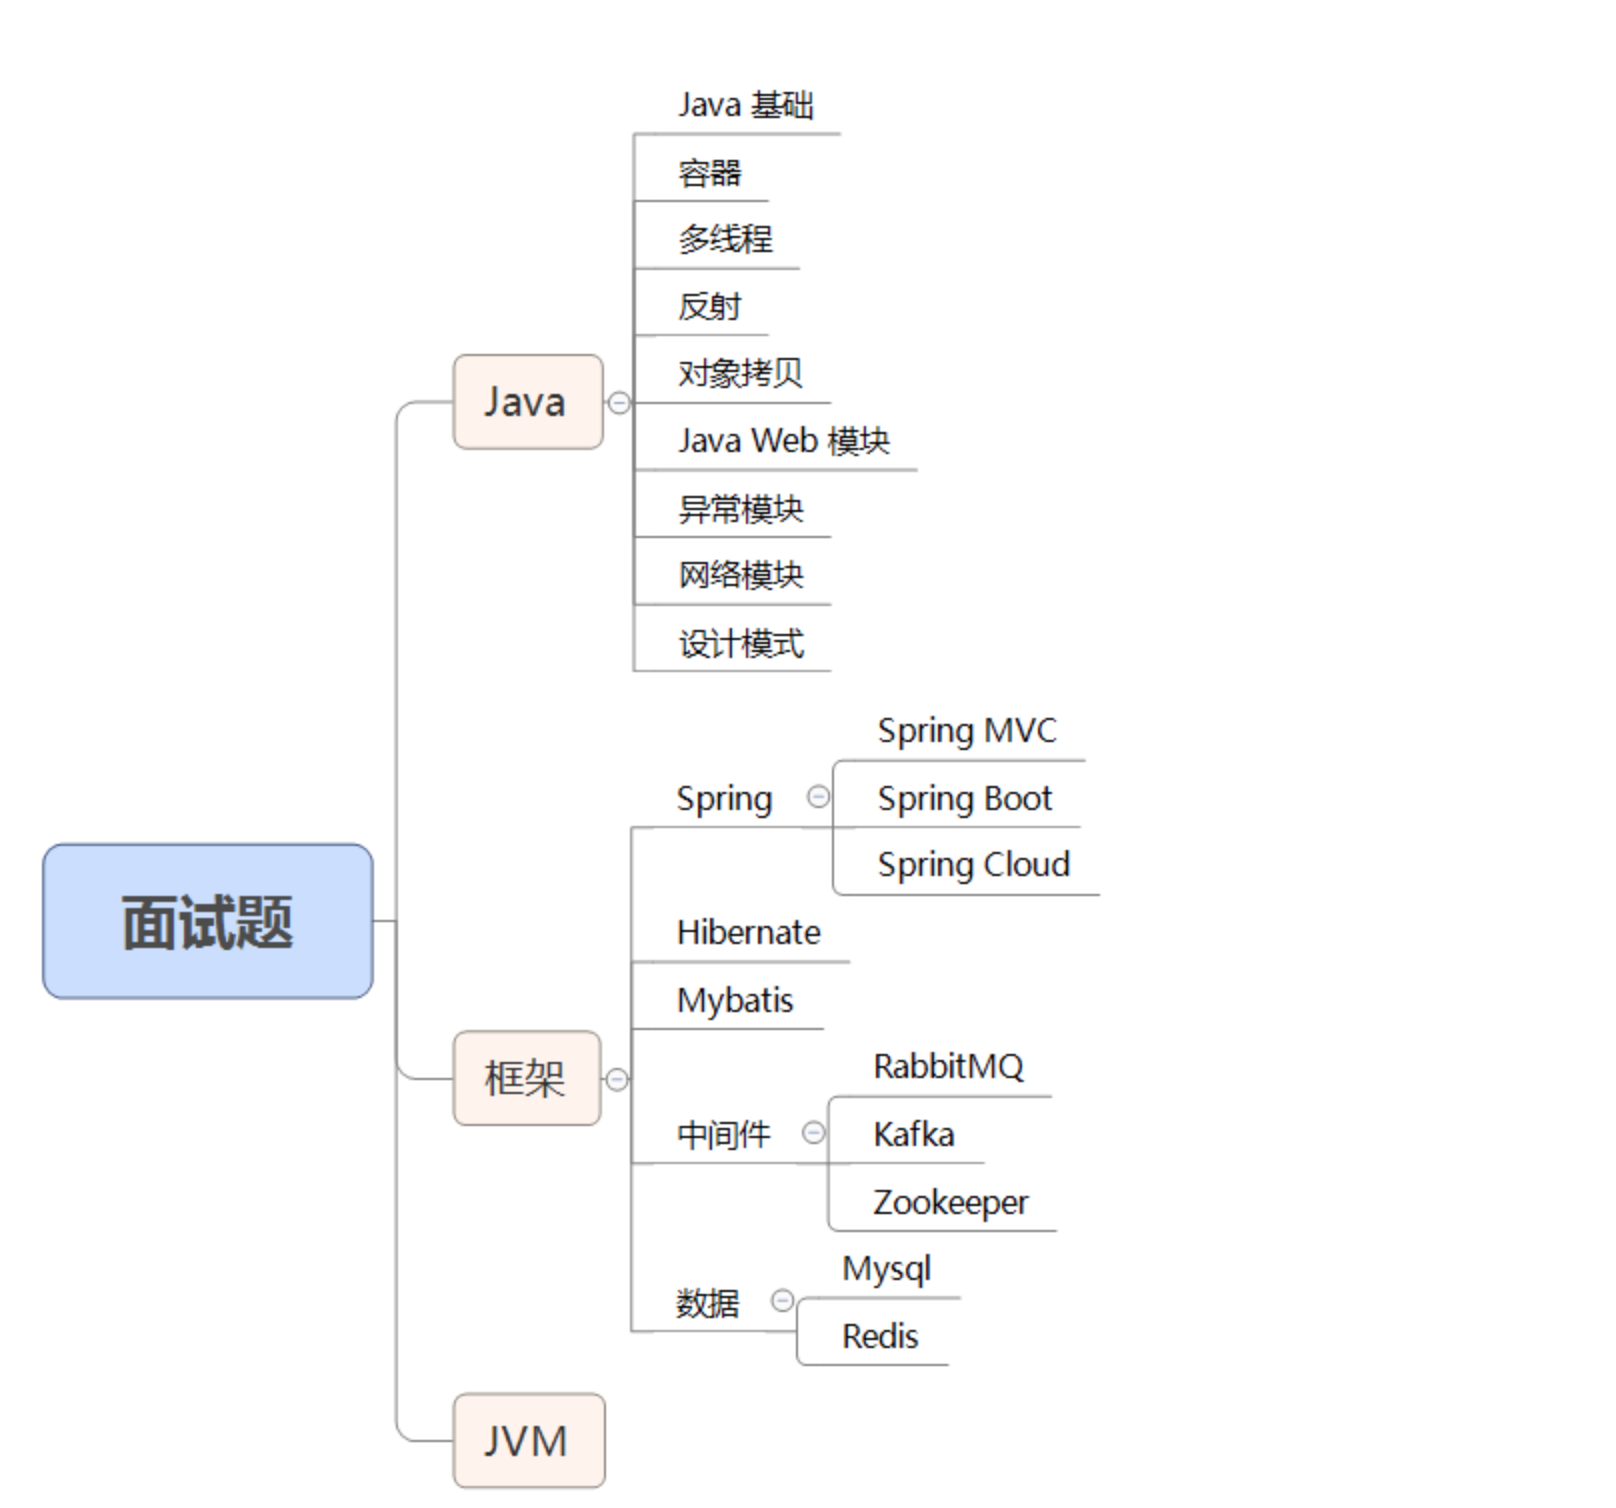 面试题
Java
Java 基础
容器
多线程
反射
对象拷贝
Java Web 模块
异常模块
网络模块
设计模式
框架
Spring
Spring MVC
Spring Boot
Spring Cloud
Hibernate
Mybatis
中间件
RabbitMQ
Kafka
Zookeeper
数据
Mysql
Redis
JVM